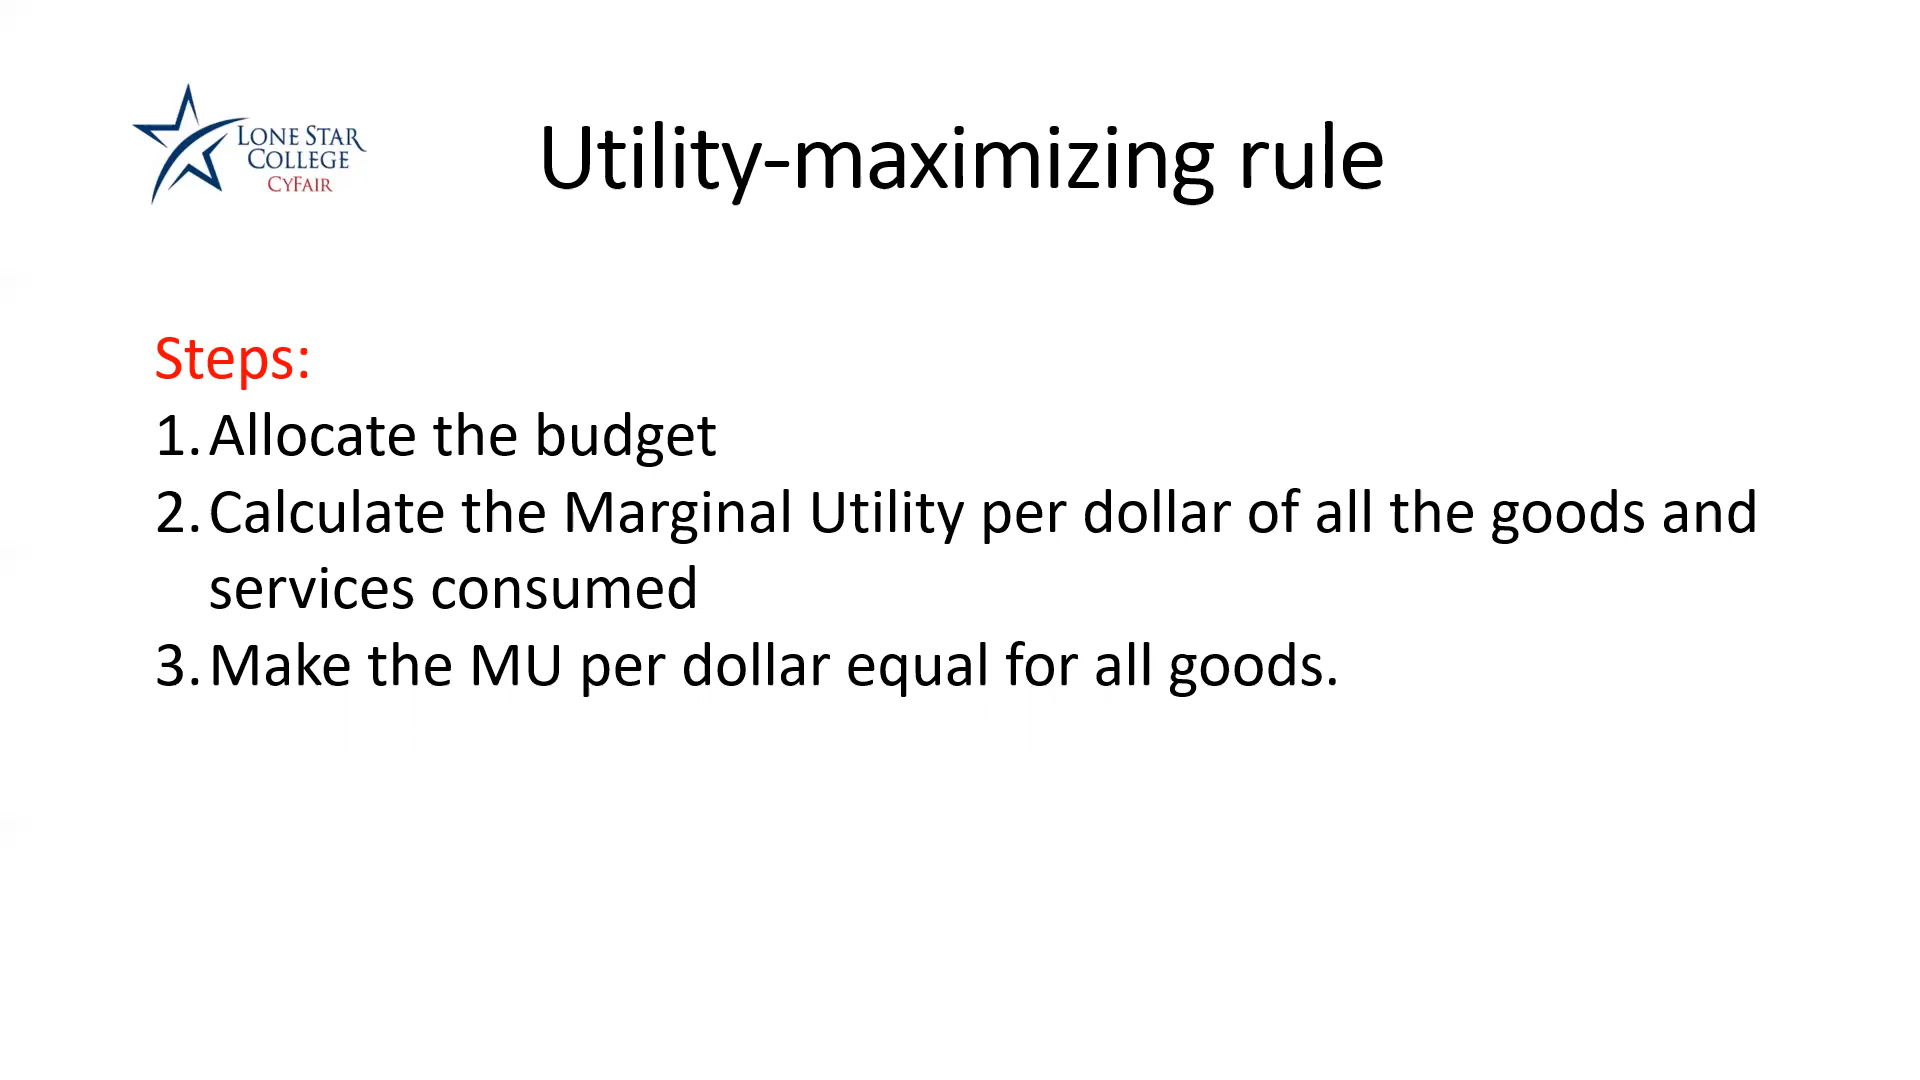 LONE STAR
COLLEGE
CYFAIR
Utility-maximizing rule
Steps:
1. Allocate the budget
2. Calculate the Marginal Utility per dollar of all the goods and
services consumed
3. Make the MU per dollar equal for all goods.